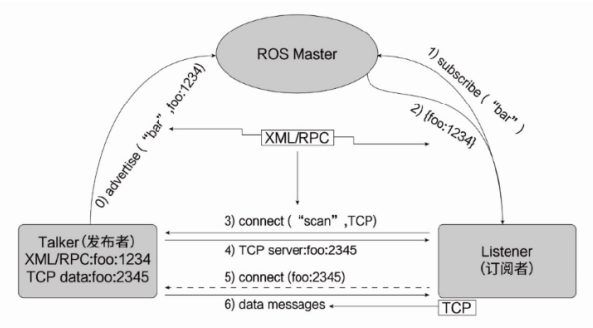 ROS Master
1) subscribe (“bar”)
0) advertise (“bar”,foo:1234)
2) {foo:1234}
XML/RPC
3) connect (“scan”,TCP)
Talker(发布者)
XML/RPC:foo:1234
TCP data:foo:2345
4) TCP server:foo:2345
Listener
(订阅者)
5) connect (foo:2345)
6) data messages
TCP